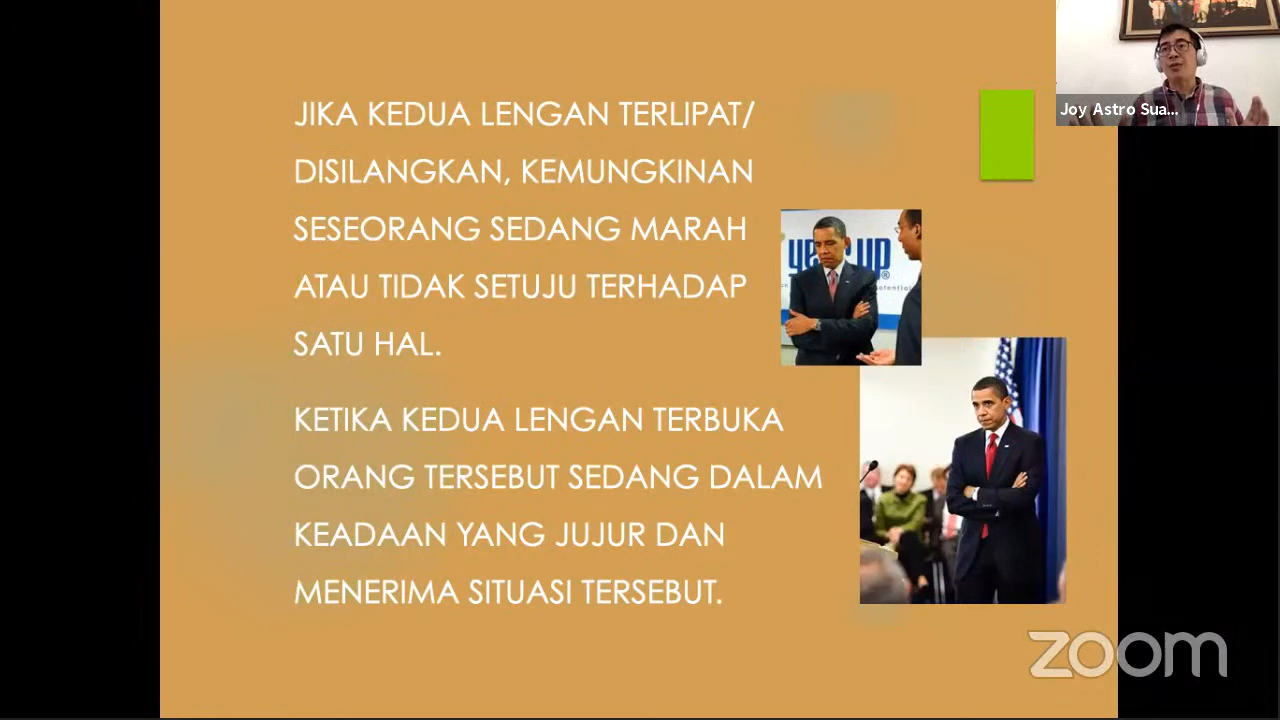 JIKA KEDUA LENGAN TERLIPAT/
DISILANGKAN, KEMUNGKINAN
SESEORANG SEDANG MARAH
ATAU TIDAK SETUJU TERHADAP
SATU HAL.
KETIKA KEDUA LENGAN TERBUKA
ORANG TERSEBUT SEDANG DALAM
KEADAAN YANG JUJUR DAN
MENERIMA SITUASI TERSEBUT.
Joy Astro Sua...
up®
zoom